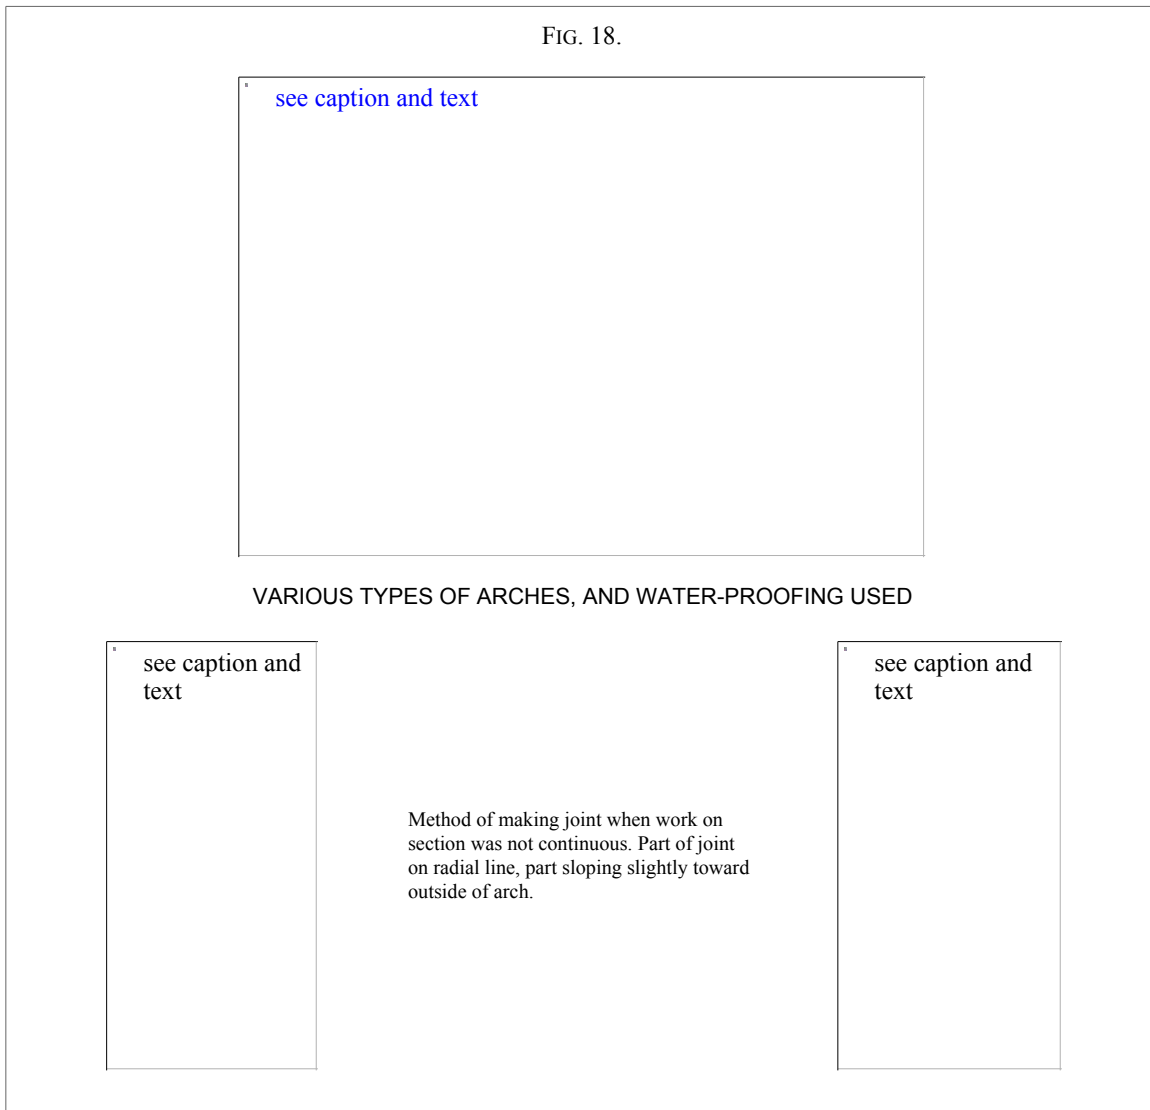 FIG. 18.
see caption and text
VARIOUS TYPES OF ARCHES, AND WATER-PROOFING USED
see caption and
text
Method of making joint when work on
section was not continuous. Part of joint
on radial line, part sloping slightly toward
outside of arch.
see caption and
text